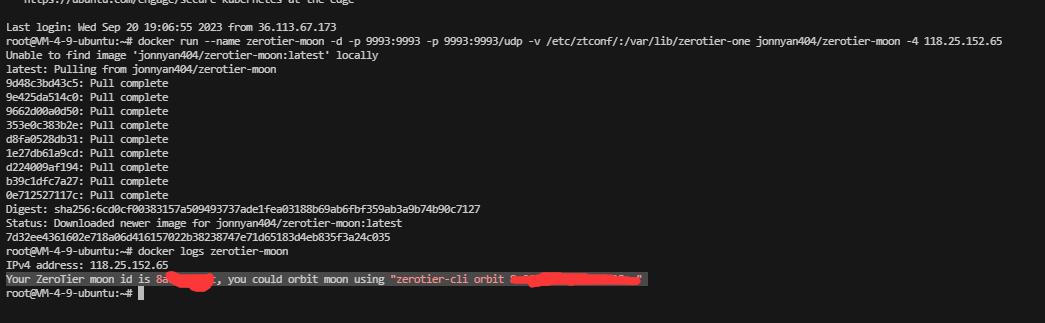 https://ubuntu.com/engage/secure-kubernetes-at-the-edge
Last login: Wed Sep 20 19:06:55 2023 from 36.113.67.173
root@VM-4-9-ubuntu:~# docker run --name zerotier-moon -d -p 9993:9993 -p 9993:9993/udp -v /etc/ztconf/:/var/lib/zerotier-one jonnyan404/zerotier-moon -4 118.25.152.65
Unable to find image 'jonnyan404/zerotier-moon:latest' locally
latest: Pulling from jonnyan404/zerotier-moon
9d48c3bd43c5: Pull complete
9e425da514c0: Pull complete
9662d00a0d50: Pull complete
353e0c383b2e: Pull complete
d8fa0528db31: Pull complete
1e27db61a9cd: Pull complete
d224009af194: Pull complete
b39c1dfc7a27: Pull complete
0e712527117c: Pull complete
Digest: sha256:6cd0cf00383157a509493737ade1fea03188b69ab6fbf359ab3a9b74b90c7127
Status: Downloaded newer image for jonnyan404/zerotier-moon:latest
7d32ee4361602e718a06d416157022b38238747e71d65183d4eb835f3a24c035
root@VM-4-9-ubuntu:~# docker logs zerotier-moon
IPv4 address: 118.25.152.65
Your ZeroTier moon id is , you could orbit moon using "zerotier-cli orbit "
root@VM-4-9-ubuntu:~#